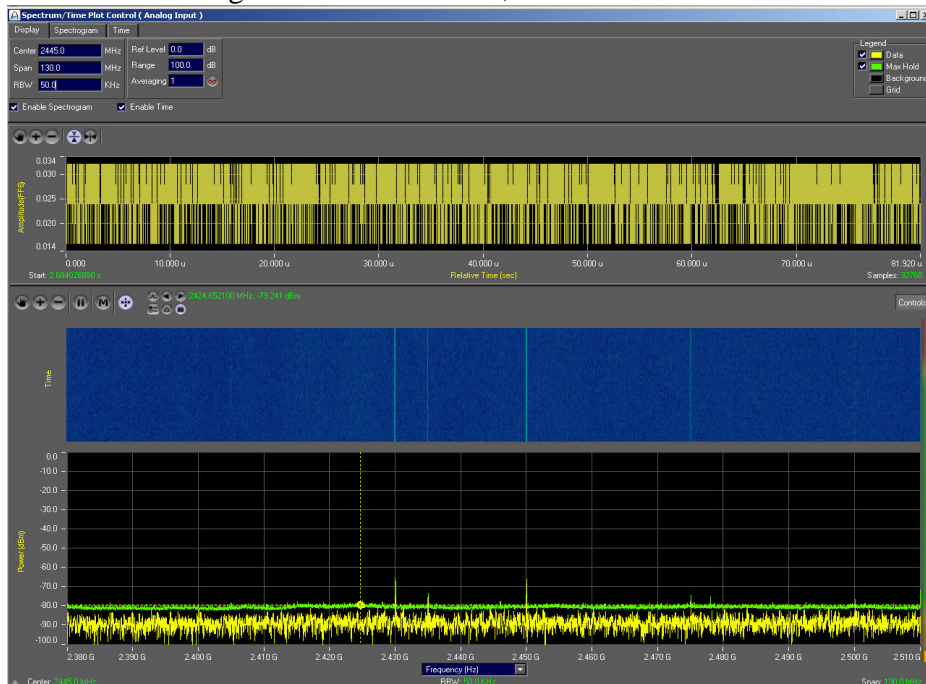 Spectrum/Time Plot Control ( Analog Input )
Display Spectrogram Time
Center 2445.0 MHz Ref Level 0.0 dB
Span 130.0 MHz Range 100.0 dB
RBW 50.0 KHz Averaging 1
Legend
Data
Max Hold
Background
Grid
Enable Spectrogram Enable Time
Amplitude(FFS)
0.034
0.030
0.025
0.020
0.014
0.000 10.000 u 20.000 u 30.000 u 40.000 u 50.000 u 60.000 u 70.000 u 81.920 u
Start: 2.684026880 s Relative Time (sec) Samples: 32768
M 2424.652100 MHz, -79.241 dBm Controls
Time
Power (dBm)
0.0
-10.0
-20.0
-30.0
-40.0
-50.0
-60.0
-70.0
-80.0
-90.0
-100.0
2.380 G 2.390 G 2.400 G 2.410 G 2.420 G 2.430 G 2.440 G 2.450 G 2.460 G 2.470 G 2.480 G 2.490 G 2.500 G 2.510 G
Frequency (Hz)
Center: 2445.0 MHz RBW: 50.0 KHz Span: 130.0 MHz